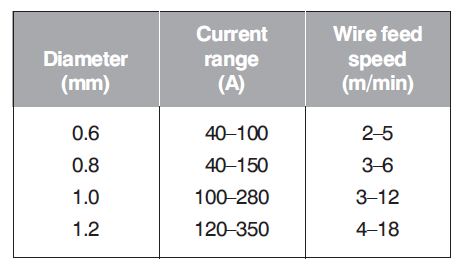 Diameter (mm) Current range (A) Wire feed speed (m/min)
0.6 40–100 2–5
0.8 40–150 3–6
1.0 100–280 3–12
1.2 120–350 4–18